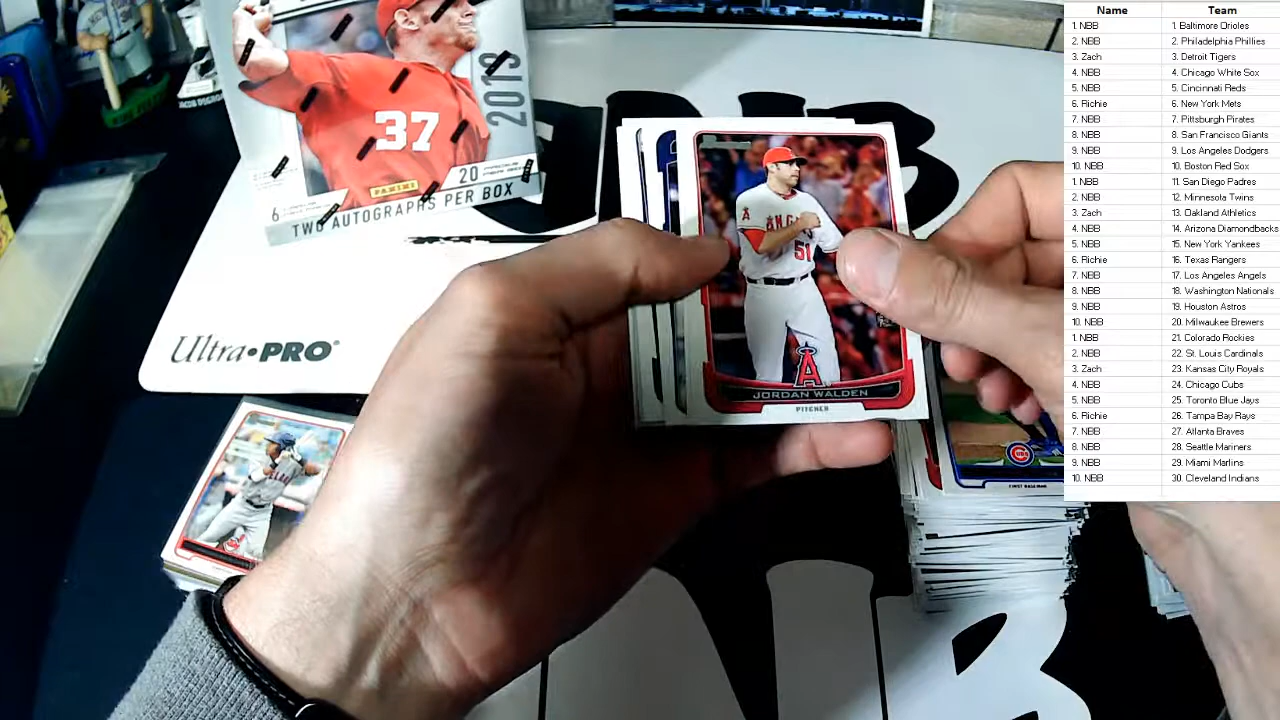 37
2013
PANINI
20
6
TWO AUTOGRAPHS PER BOX
Ultra•PRO®
ANGELS
51
A
JORDAN WALDEN
PITCHER
FIRST BASEMAN
Name Team
1. NBB 1. Baltimore Orioles
2. NBB 2. Philadelphia Phillies
3. Zach 3. Detroit Tigers
4. NBB 4. Chicago White Sox
5. NBB 5. Cincinnati Reds
6. Richie 6. New York Mets
7. NBB 7. Pittsburgh Pirates
8. NBB 8. San Francisco Giants
9. NBB 9. Los Angeles Dodgers
10. NBB 10. Boston Red Sox
1. NBB 11. San Diego Padres
2. NBB 12. Minnesota Twins
3. Zach 13. Oakland Athletics
4. NBB 14. Arizona Diamondbacks
5. NBB 15. New York Yankees
6. Richie 16. Texas Rangers
7. NBB 17. Los Angeles Angels
8. NBB 18. Washington Nationals
9. NBB 19. Houston Astros
10. NBB 20. Milwaukee Brewers
1. NBB 21. Colorado Rockies
2. NBB 22. St. Louis Cardinals
3. Zach 23. Kansas City Royals
4. NBB 24. Chicago Cubs
5. NBB 25. Toronto Blue Jays
6. Richie 26. Tampa Bay Rays
7. NBB 27. Atlanta Braves
8. NBB 28. Seattle Mariners
9. NBB 29. Miami Marlins
10. NBB 30. Cleveland Indians